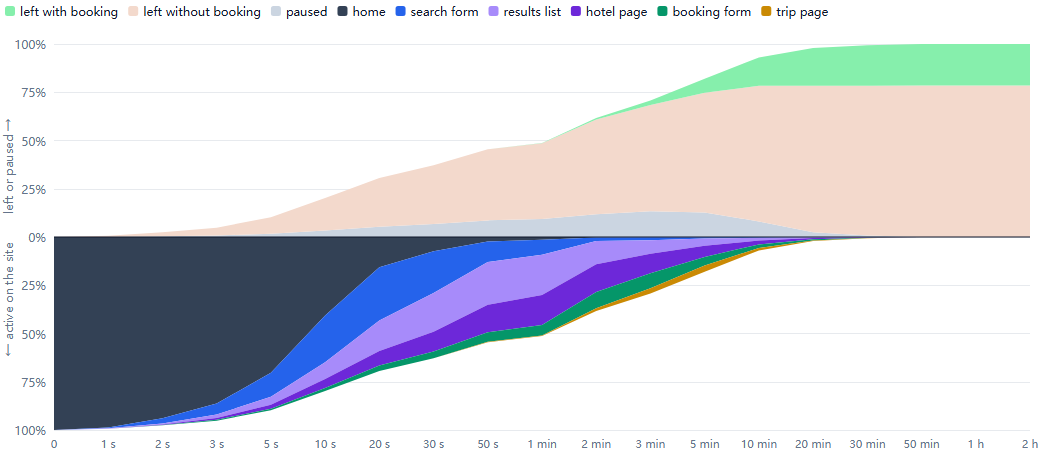 left with booking left without booking paused home search form results list hotel page booking form trip page
100%
75%
50%
25%
0%
25%
50%
75%
100%
left or paused →
← active on the site
0 1 s 2 s 3 s 5 s 10 s 20 s 30 s 50 s 1 min 2 min 3 min 5 min 10 min 20 min 30 min 50 min 1 h 2 h